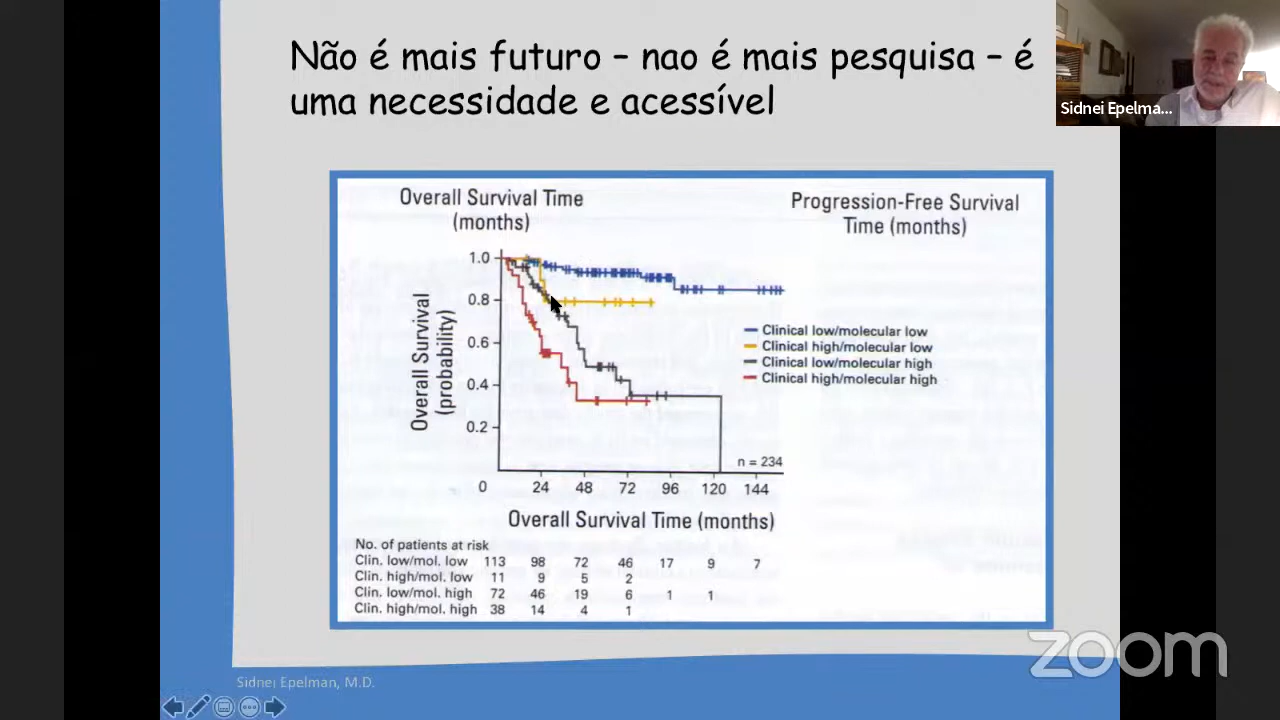 Não é mais futuro – nao é mais pesquisa – é
uma necessidade e acessível
Sidnei Epelma...
Overall Survival Time
(months)
Progression-Free Survival
Time (months)
Overall Survival
(probability)
1.0
0.8
0.6
0.4
0.2
0 24 48 72 96 120 144
n = 234
Clinical low/molecular low
Clinical high/molecular low
Clinical low/molecular high
Clinical high/molecular high
Overall Survival Time (months)
No. of patients at risk
Clin. low/mol. low 113 98 72 46 17 9 7
Clin. high/mol. low 11 9 5 2
Clin. low/mol. high 72 46 19 6 1 1
Clin. high/mol. high 38 14 4 1
zoom
Sidnei Epelman, M.D.